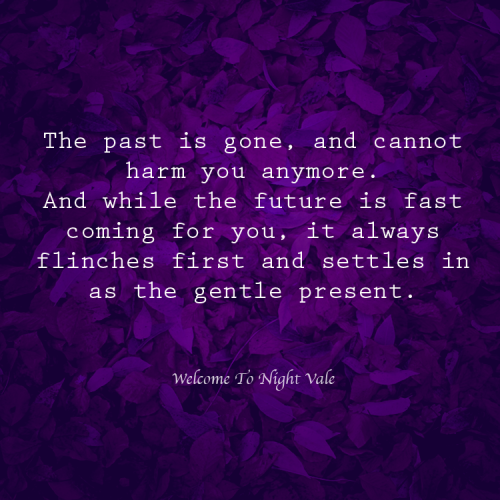 The past is gone, and cannot
harm you anymore.
And while the future is fast
coming for you, it always
flinches first and settles in
as the gentle present.
Welcome To Night Vale